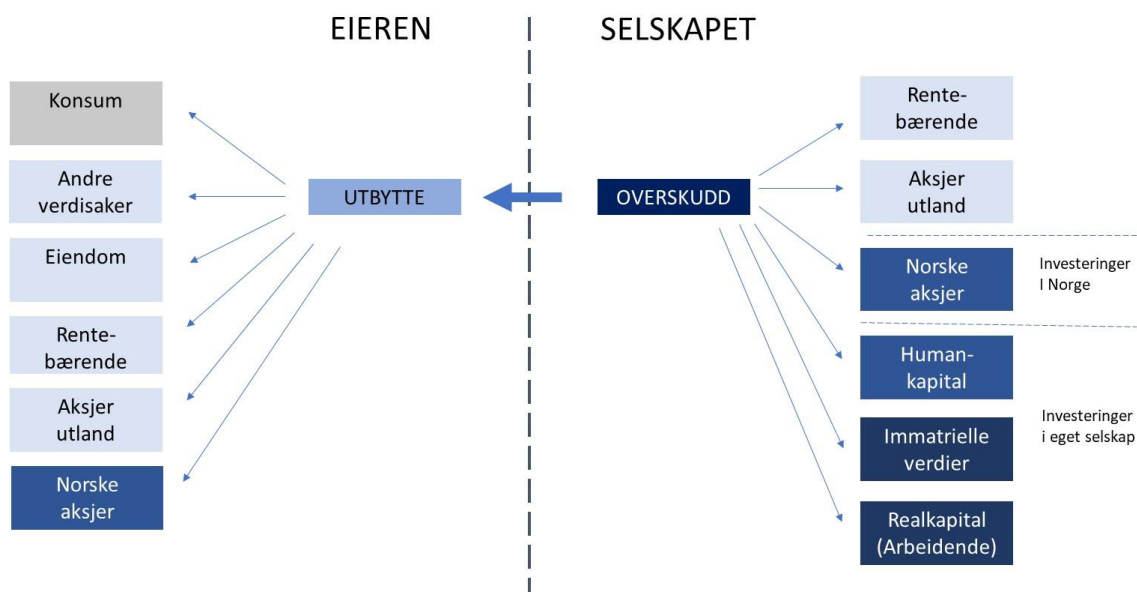 EIEREN
SELSKAPET
Konsum
Andre
verdisaker
Eiendom
Rente-
bærende
Aksjer
utland
Norske
aksjer
UTBYTTE
OVERSKUDD
Rente-
bærende
Aksjer
utland
Norske
aksjer
Investeringer
I Norge
Human-
kapital
Immatrielle
verdier
Realkapital
(Arbeidende)
Investeringer
i eget selskap